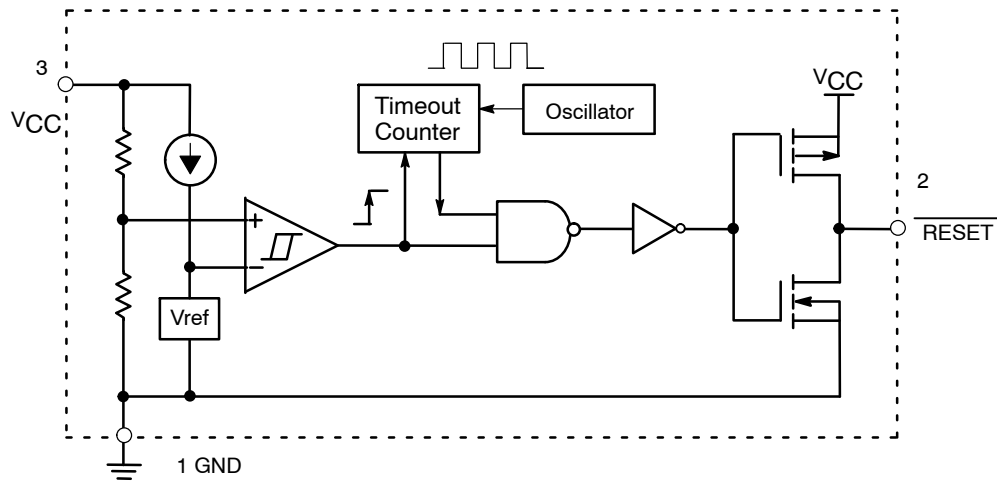 3
VCC
Timeout
Counter
Oscillator
VCC
2
RESET
+
−
Vref
1 GND